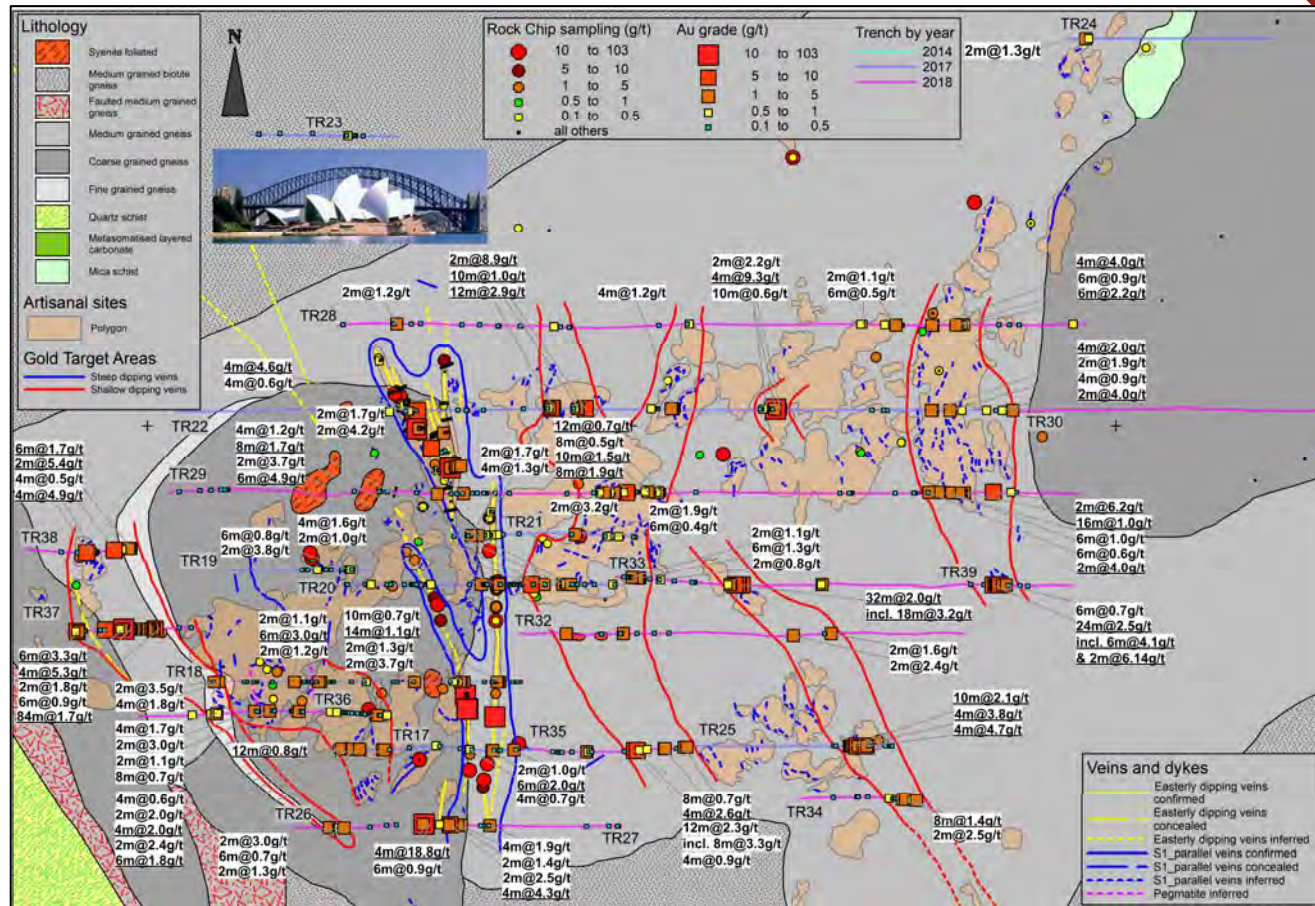 Lithology
Syenite foliated
Medium grained biotite
gneiss
Faulted medium grained
gneiss
Medium grained gneiss
Coarse grained gneiss
Fine grained gneiss
Quartz schist
Metasomatised layered
carbonate
Mica schist
Artisanal sites
Polygon
Gold Target Areas
Steep dipping veins
Shallow dipping veins
N
Rock Chip sampling (g/t)
10 to 103
5 to 10
1 to 5
0.5 to 1
0.1 to 0.5
all others
Au grade (g/t)
10 to 103
5 to 10
1 to 5
0.5 to 1
0.1 to 0.5
Trench by year
2014
2017
2018
TR24
2m@1.3g/t
TR23
2m@8.9g/t
10m@1.0g/t
12m@2.9g/t
2m@1.2g/t
4m@1.2g/t
2m@2.2g/t
4m@9.3g/t
10m@0.6g/t
2m@1.1g/t
6m@0.5g/t
4m@4.0g/t
6m@0.9g/t
6m@2.2g/t
TR28
4m@4.6g/t
4m@0.6g/t
4m@2.0g/t
2m@1.9g/t
4m@0.9g/t
2m@4.0g/t
TR22
2m@1.7g/t
2m@4.2g/t
TR30
4m@1.2g/t
8m@1.7g/t
2m@3.7g/t
6m@4.9g/t
12m@0.7g/t
8m@0.5g/t
10m@1.5g/t
8m@1.9g/t
2m@1.7g/t
4m@1.3g/t
6m@1.7g/t
2m@5.4g/t
4m@0.5g/t
4m@4.9g/t
TR29
2m@3.2g/t
2m@1.9g/t
6m@0.4g/t
2m@6.2g/t
16m@1.0g/t
6m@1.0g/t
6m@0.6g/t
2m@4.0g/t
4m@1.6g/t
2m@1.0g/t
TR21
6m@0.8g/t
2m@3.8g/t
TR38
2m@1.1g/t
6m@1.3g/t
2m@0.8g/t
TR19
TR20
TR33
TR39
32m@2.0g/t
incl. 18m@3.2g/t
6m@0.7g/t
24m@2.5g/t
incl. 6m@4.1g/t
& 2m@6.14g/t
TR37
2m@1.1g/t
6m@3.0g/t
2m@1.2g/t
10m@0.7g/t
14m@1.1g/t
2m@1.3g/t
2m@3.7g/t
TR32
2m@1.6g/t
2m@2.4g/t
6m@3.3g/t
4m@5.3g/t
2m@1.8g/t
6m@0.9g/t
84m@1.7g/t
TR18
2m@3.5g/t
4m@1.8g/t
TR36
10m@2.1g/t
4m@3.8g/t
4m@4.7g/t
4m@1.7g/t
2m@3.0g/t
2m@1.1g/t
8m@0.7g/t
12m@0.8g/t
TR17
TR35
TR25
2m@1.0g/t
6m@2.0g/t
4m@0.7g/t
4m@0.6g/t
2m@2.0g/t
4m@2.0g/t
2m@2.4g/t
6m@1.8g/t
TR26
TR27
TR34
8m@0.7g/t
4m@2.6g/t
12m@2.3g/t
incl. 8m@3.3g/t
4m@0.9g/t
8m@1.4g/t
2m@2.5g/t
2m@3.0g/t
6m@0.7g/t
2m@1.3g/t
4m@18.8g/t
6m@0.9g/t
4m@1.9g/t
2m@1.4g/t
2m@2.5g/t
4m@4.3g/t
Veins and dykes
Easterly dipping veins
confirmed
Easterly dipping veins
concealed
Easterly dipping veins inferred
S1_parallel veins confirmed
S1_parallel veins concealed
S1_parallel veins inferred
Pegmatite inferred